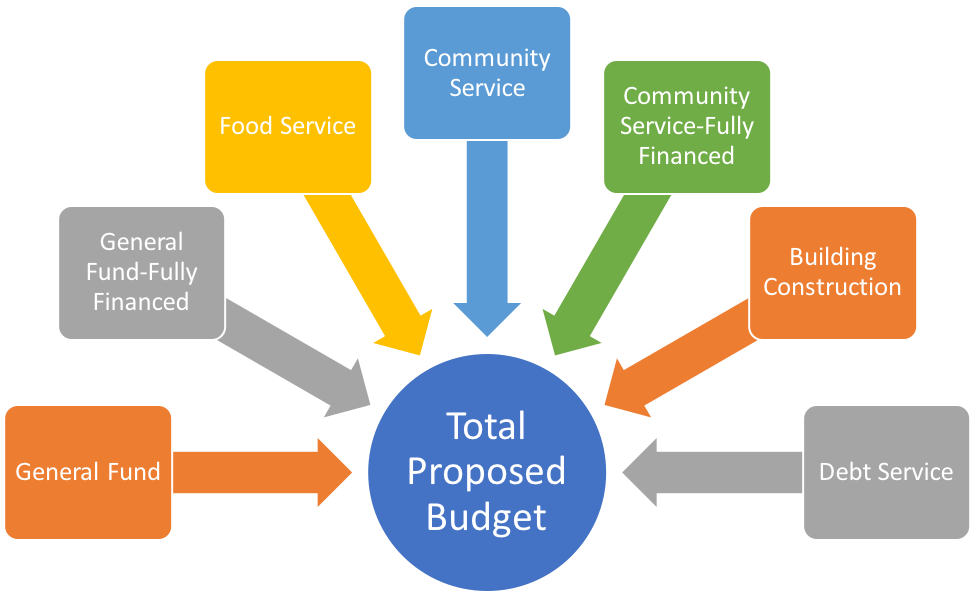 Community
Service
Food Service
Community
Service-Fully
Financed
General
Fund-Fully
Financed
Building
Construction
General Fund
Total
Proposed
Budget
Debt Service